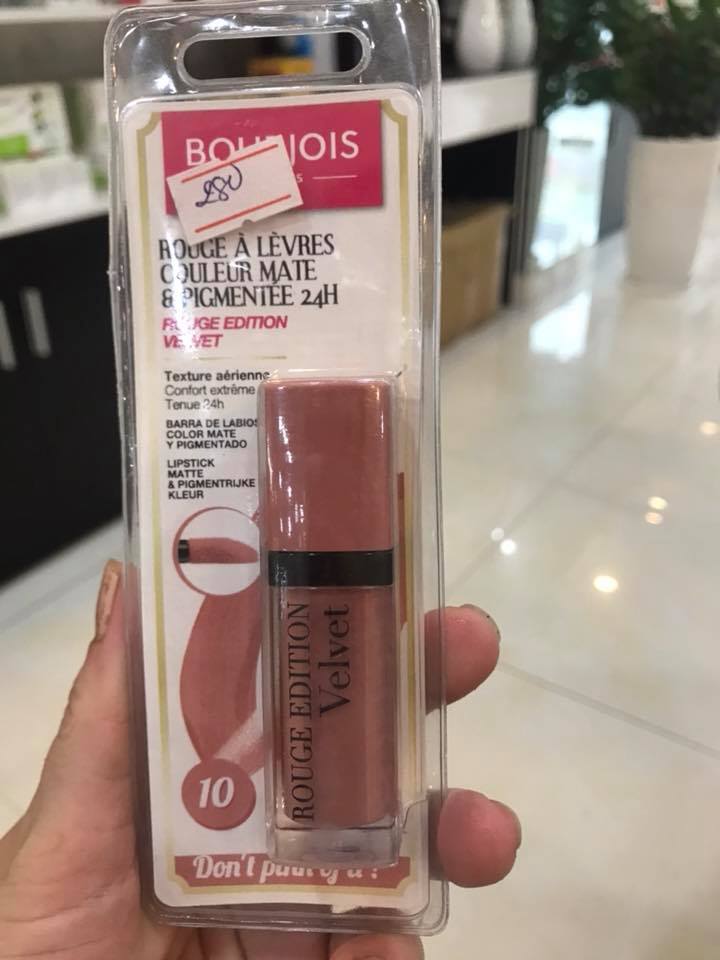 BOURJOIS
280
ROUGE À LÈVRES
COULEUR MATE
& PIGMENTÉE 24H
ROUGE EDITION
VELVET
Texture aérienne
Confort extrême
Tenue 24h
BARRA DE LABIOS
COLOR MATE
Y PIGMENTADO
LIPSTICK
MATTE
& PIGMENTRIJKE
KLEUR
ROUGE EDITION
Velvet
10
Don't